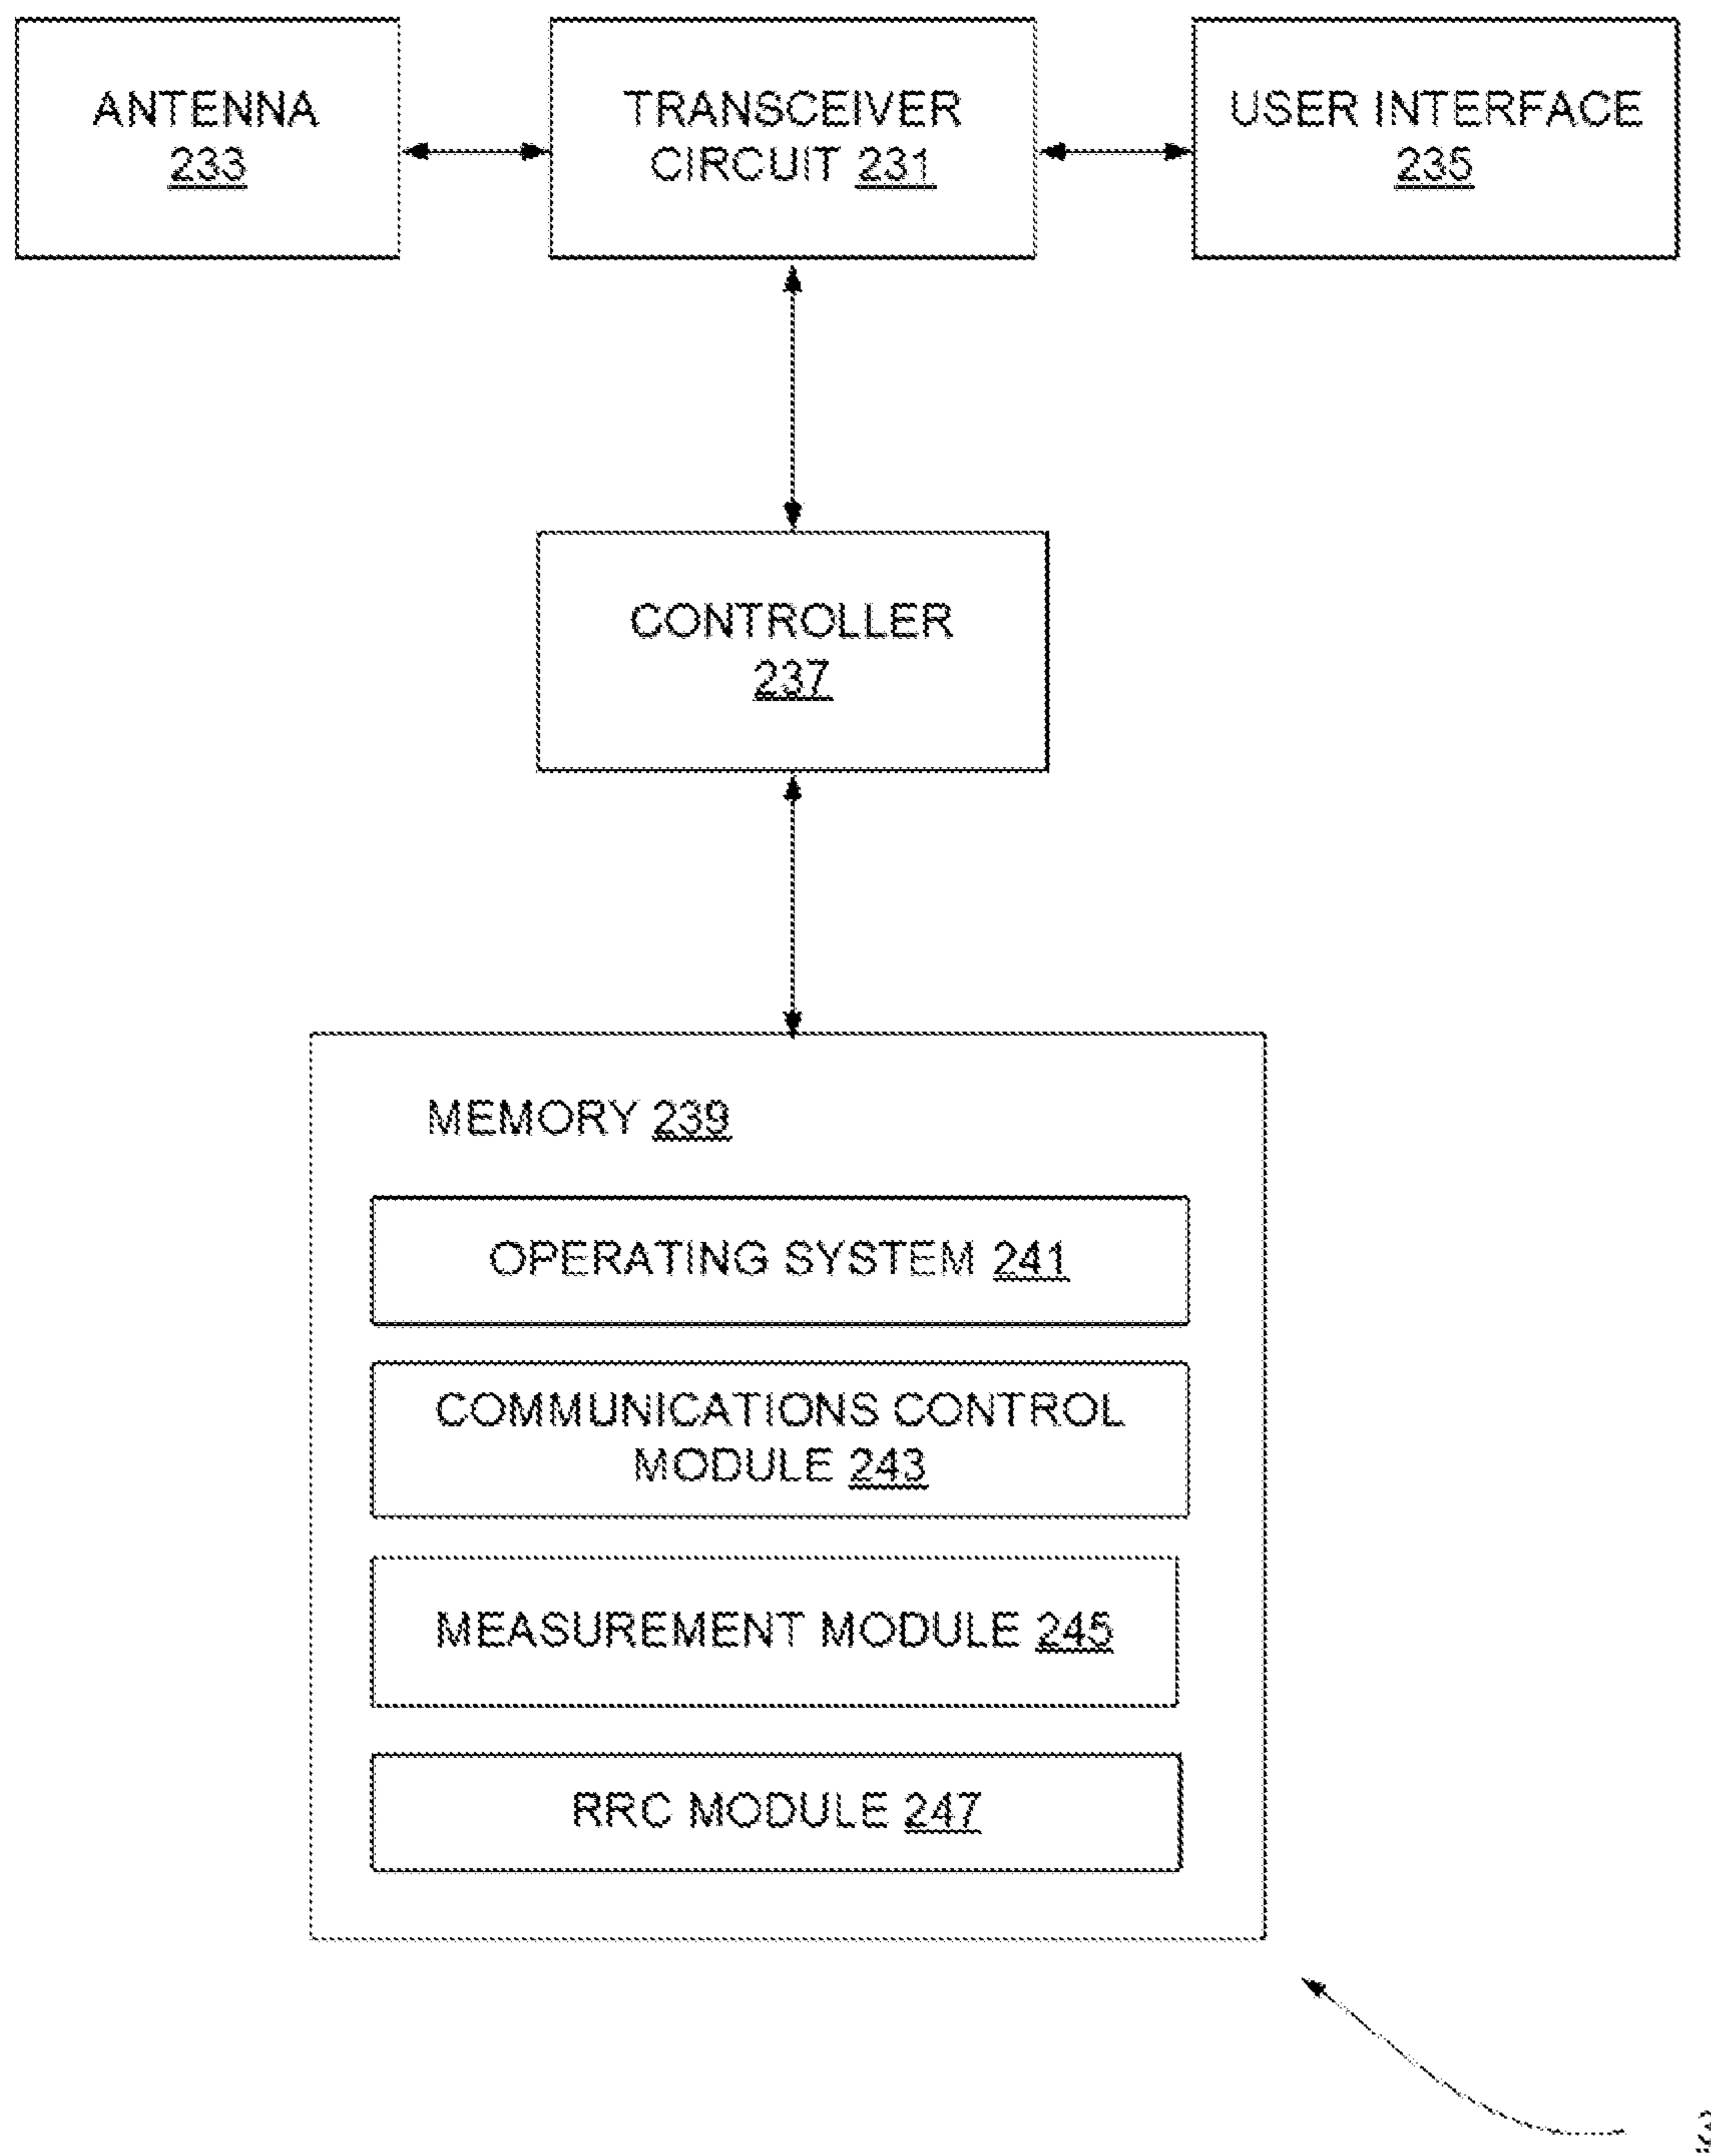 ANTENNA
233
TRANSCEIVER
CIRCUIT 231
USER INTERFACE
235
CONTROLLER
237
MEMORY 239
OPERATING SYSTEM 241
COMMUNICATIONS CONTROL
MODULE 243
MEASUREMENT MODULE 245
RRC MODULE 247
3